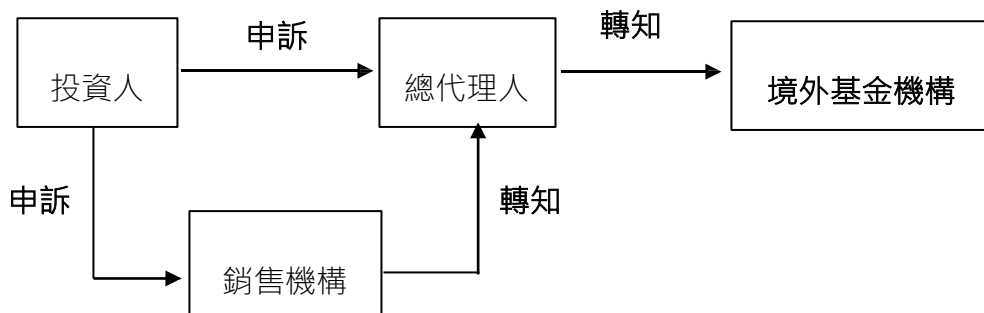 申訴
轉知
投資人
總代理人
境外基金機構
申訴
轉知
銷售機構